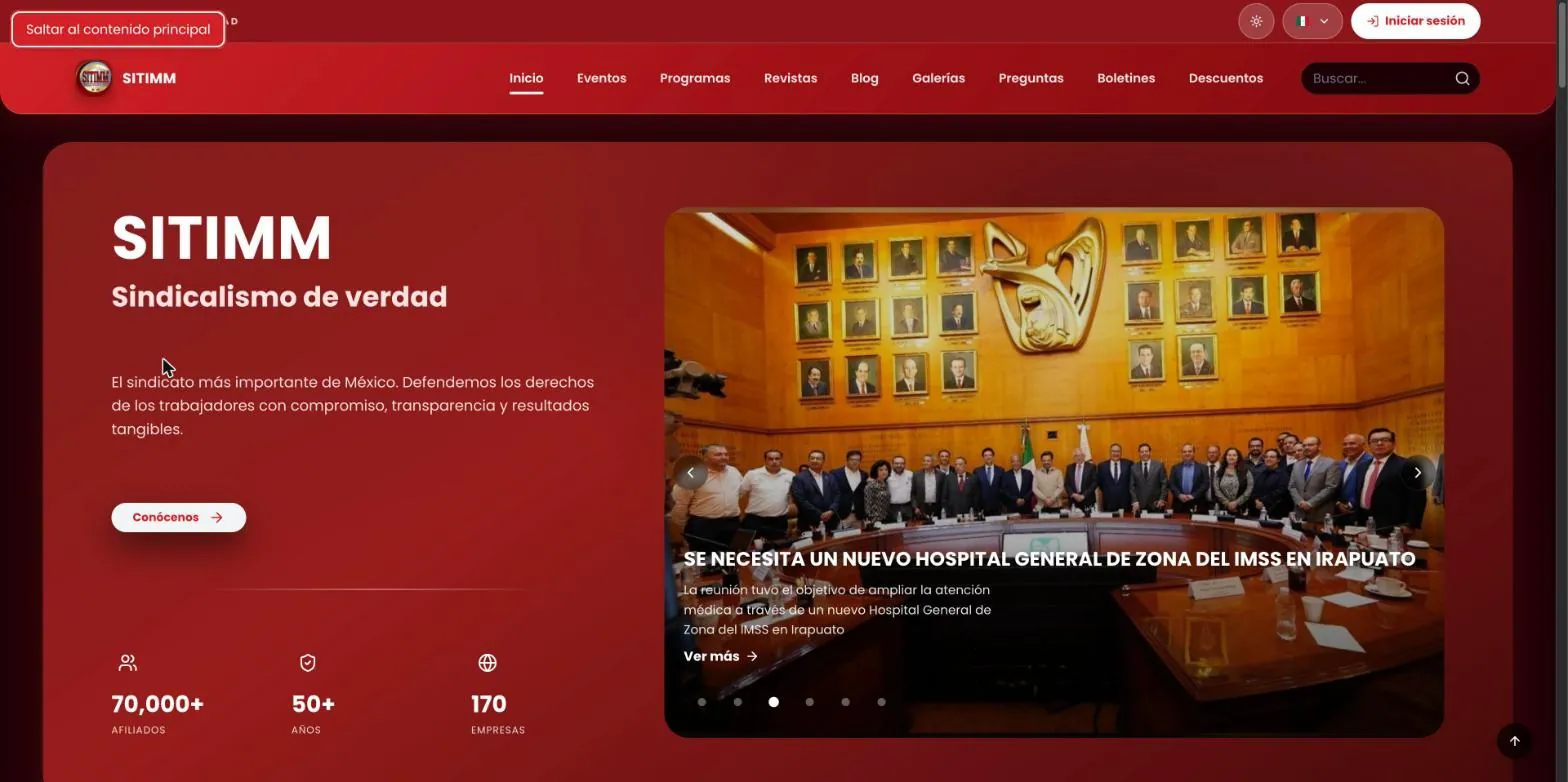 Saltar al contenido principal
AD
Iniciar sesión
SITIMM
Inicio
Eventos
Programas
Revistas
Blog
Galerías
Preguntas
Boletines
Descuentos
Buscar...
SITIMM
Sindicalismo de verdad
El sindicato más importante de México. Defendemos los derechos
de los trabajadores con compromiso, transparencia y resultados
tangibles.
Conócenos
70,000+
AFILIADOS
50+
AÑOS
170
EMPRESAS
SE NECESITA UN NUEVO HOSPITAL GENERAL DE ZONA DEL IMSS EN IRAPUATO
La reunión tuvo el objetivo de ampliar la atención
médica a través de un nuevo Hospital General de
Zona del IMSS en Irapuato
Ver más